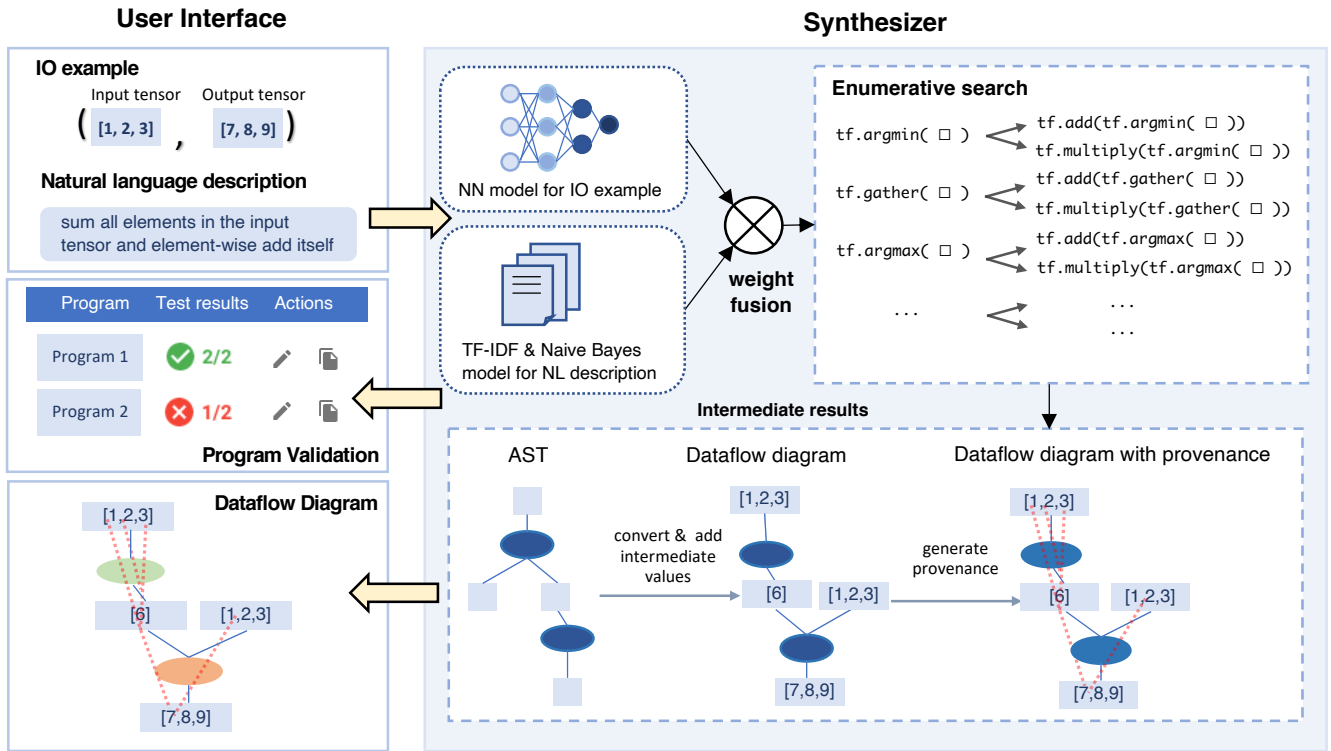 User Interface
IO example
Input tensor
Output tensor
( [1, 2, 3] , [7, 8, 9] )
Natural language description
sum all elements in the input
tensor and element-wise add itself
Program Test results Actions
Program 1 2/2
Program 2 1/2
Program Validation
Dataflow Diagram
[1,2,3]
[6] [1,2,3]
[7,8,9]
Synthesizer
NN model for IO example
TF-IDF & Naive Bayes
model for NL description
weight
fusion
Enumerative search
tf.argmin( □ )
tf.add(tf.argmin( □ ))
tf.multiply(tf.argmin( □ ))
tf.gather( □ )
tf.add(tf.gather( □ )
tf.multiply(tf.gather( □ )
tf.argmax( □ )
tf.add(tf.argmax( □ )
tf.multiply(tf.argmax( □ ))
...
...
...
Intermediate results
AST
convert & add
intermediate
values
Dataflow diagram
[1,2,3]
[6] [1,2,3]
[7,8,9]
generate
provenance
Dataflow diagram with provenance
[1,2,3]
[6] [1,2,3]
[7,8,9]